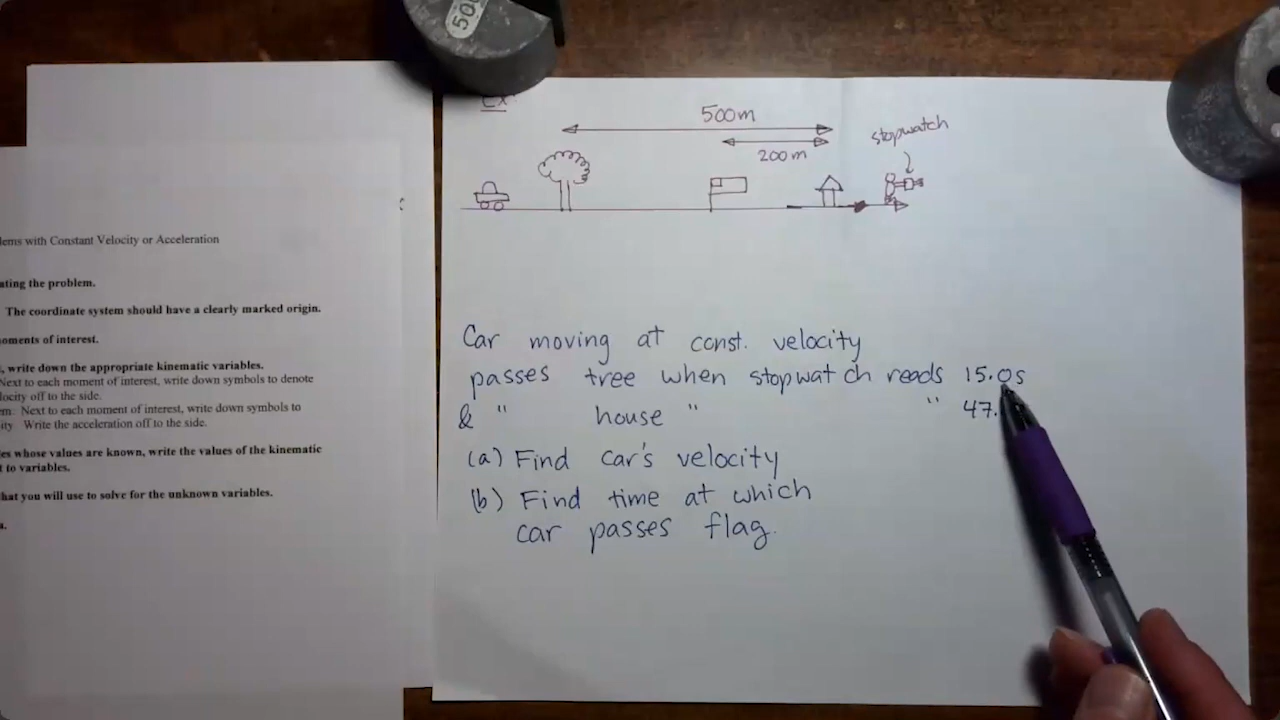 50
Ex
500m
200m
stopwatch
lems with Constant Velocity or Acceleration
ating the problem.
The coordinate system should have a clearly marked origin.
oments of interest.
, write down the appropriate kinematic variables.
Next to each moment of interest, write down symbols to denote
locity off to the side.
em: Next to each moment of interest, write down symbols to
ity Write the acceleration off to the side.
es whose values are known, write the values of the kinematic
t to variables.
hat you will use to solve for the unknown variables.
Car moving at const. velocity
passes tree when stopwatch reads 15.0s
& " house " " 47.
(a) Find car's velocity
(b) Find time at which
car passes flag.